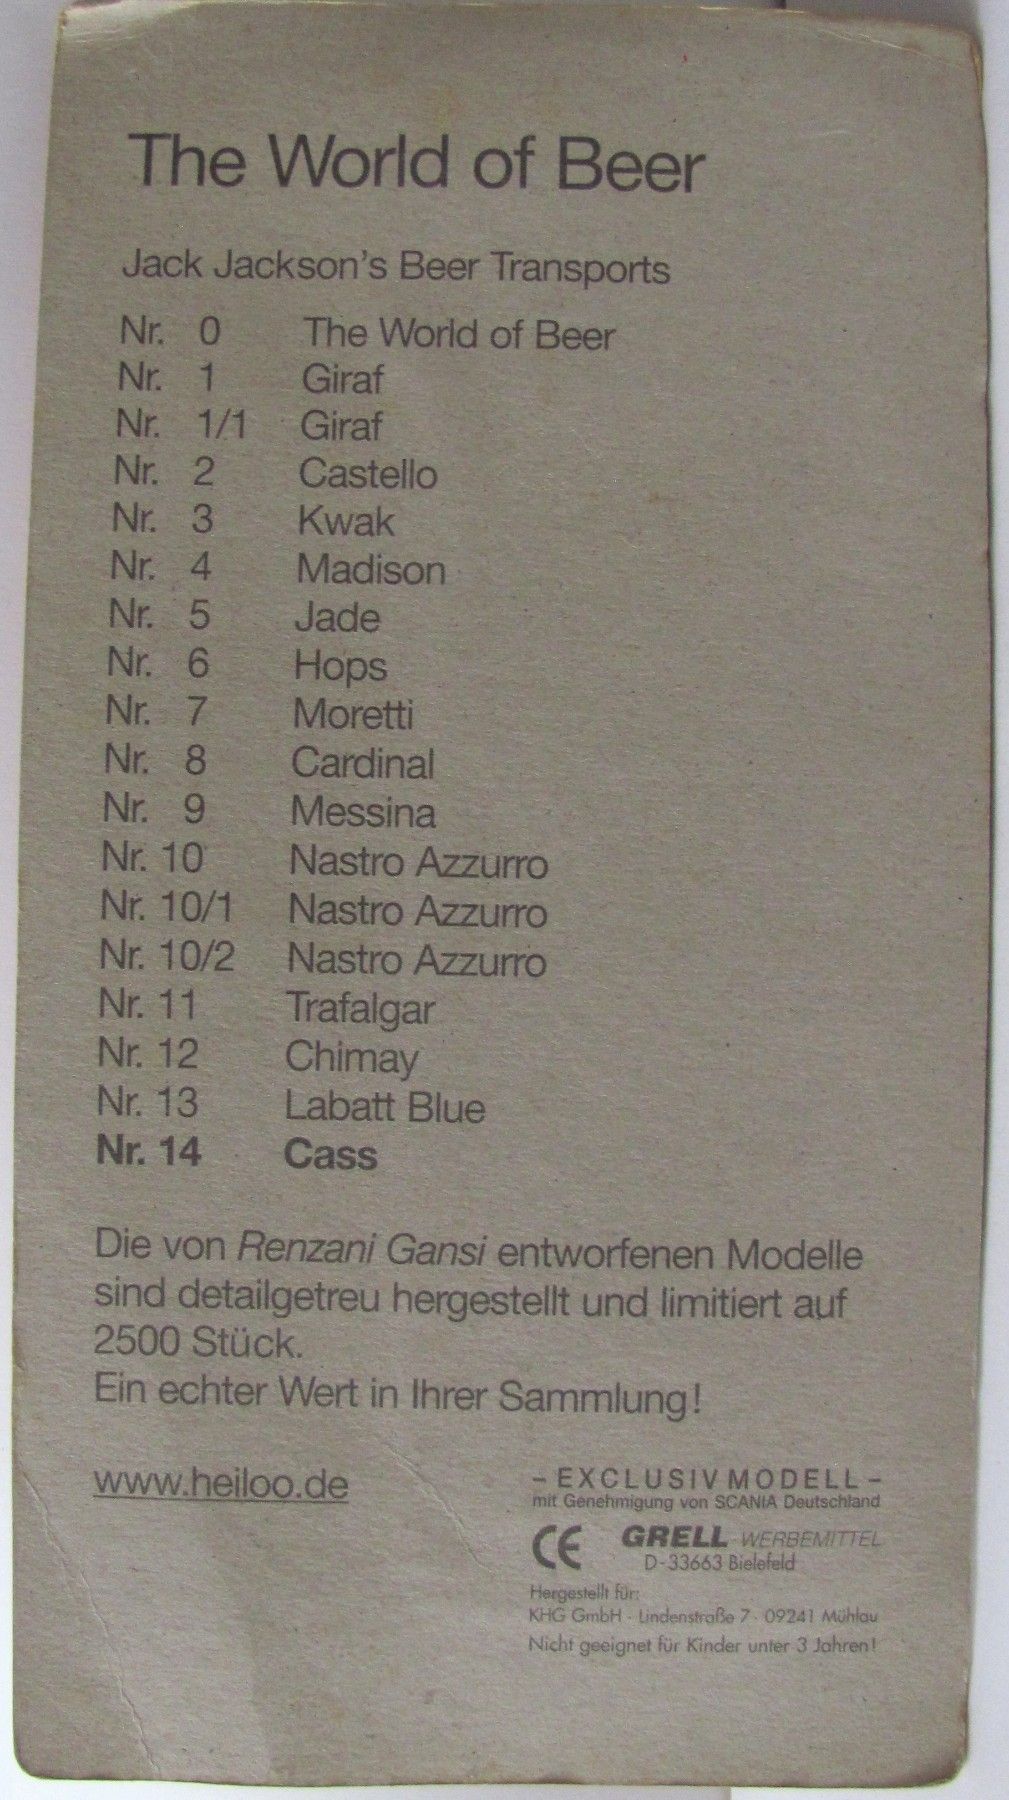 The World of Beer
Jack Jackson's Beer Transports
Nr. 0 The World of Beer
Nr. 1 Giraf
Nr. 1/1 Giraf
Nr. 2 Castello
Nr. 3 Kwak
Nr. 4 Madison
Nr. 5 Jade
Nr. 6 Hops
Nr. 7 Moretti
Nr. 8 Cardinal
Nr. 9 Messina
Nr. 10 Nastro Azzurro
Nr. 10/1 Nastro Azzurro
Nr. 10/2 Nastro Azzurro
Nr. 11 Trafalgar
Nr. 12 Chimay
Nr. 13 Labatt Blue
Nr. 14 Cass
Die von Renzani Gansi entworfenen Modelle
sind detailgetreu hergestellt und limitiert auf
2500 Stück.
Ein echter Wert in Ihrer Sammlung!
www.heiloo.de
– EXCLUSIV MODELL –
mit Genehmigung von SCANIA Deutschland
CE GRELL WERBEMITTEL
D-33663 Bielefeld
Hergestellt für:
KHG GmbH - Lindenstraße 7 - 09241 Mühlau
Nicht geeignet für Kinder unter 3 Jahren!